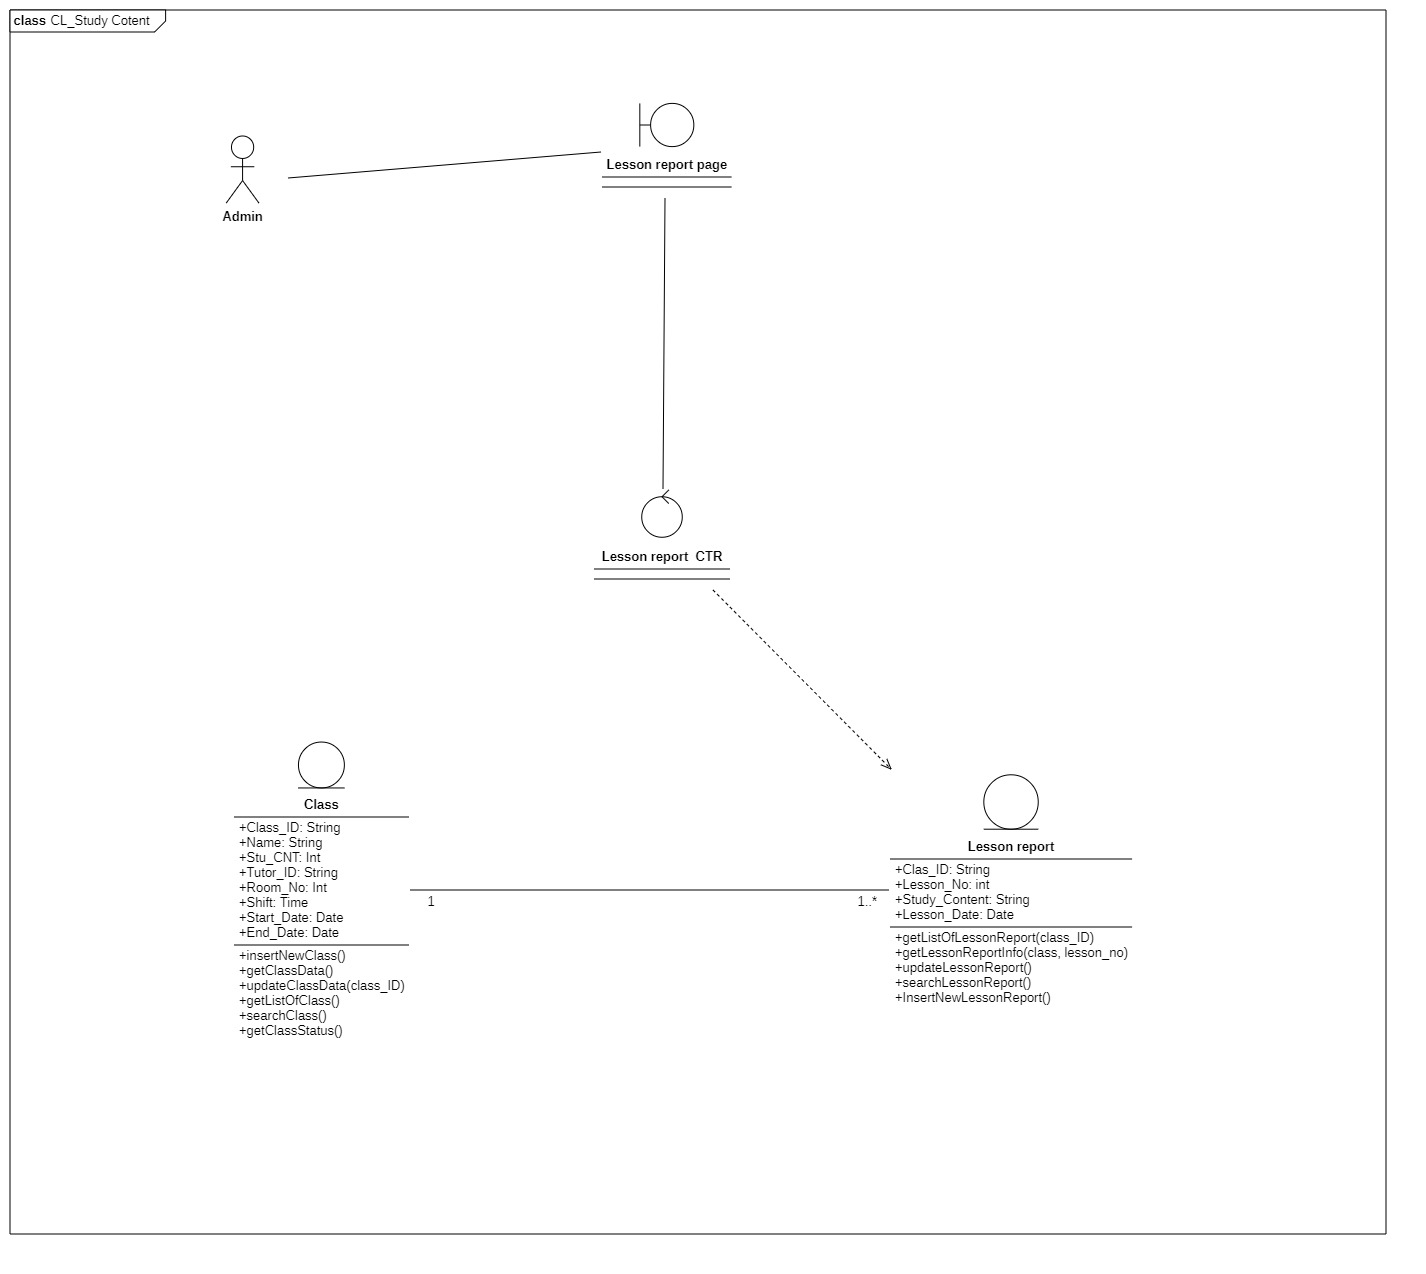 class CL_Study Cotent
Lesson report page
Admin
Lesson report  CTR
Class
+Class_ID: String
+Name: String
+Stu_CNT: Int
+Tutor_ID: String
+Room_No: Int
+Shift: Time
+Start_Date: Date
+End_Date: Date
+insertNewClass()
+getClassData()
+updateClassData(class_ID)
+getListOfClass()
+searchClass()
+getClassStatus()
1
1..*
Lesson report
+Clas_ID: String
+Lesson_No: int
+Study_Content: String
+Lesson_Date: Date
+getListOfLessonReport(class_ID)
+getLessonReportInfo(class, lesson_no)
+updateLessonReport()
+searchLessonReport()
+InsertNewLessonReport()